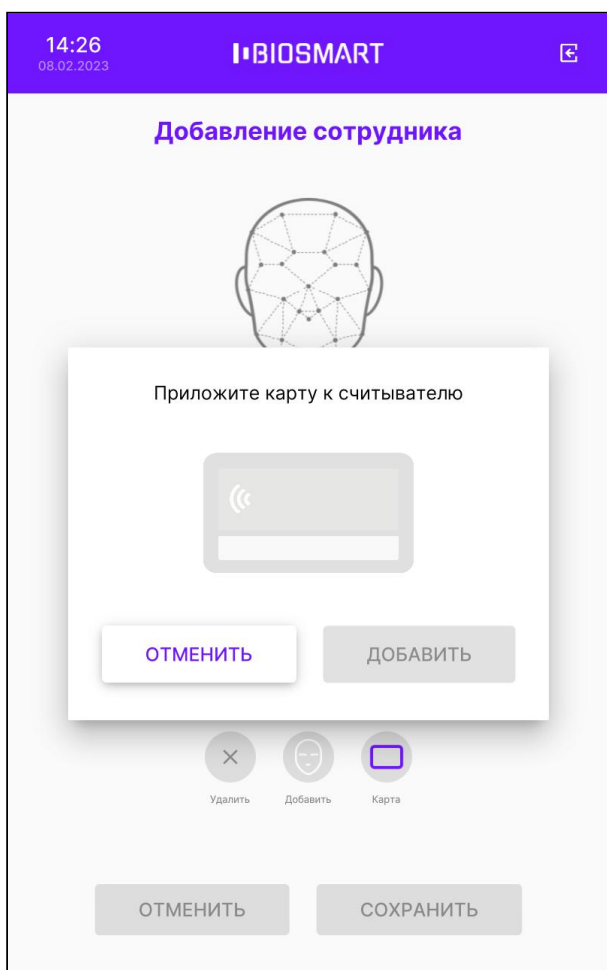 14:26
08.02.2023
BIOSMART
Добавление сотрудника
Приложите карту к считывателю
ОТМЕНИТЬ
ДОБАВИТЬ
Удалить
Добавить
Карта
ОТМЕНИТЬ
СОХРАНИТЬ